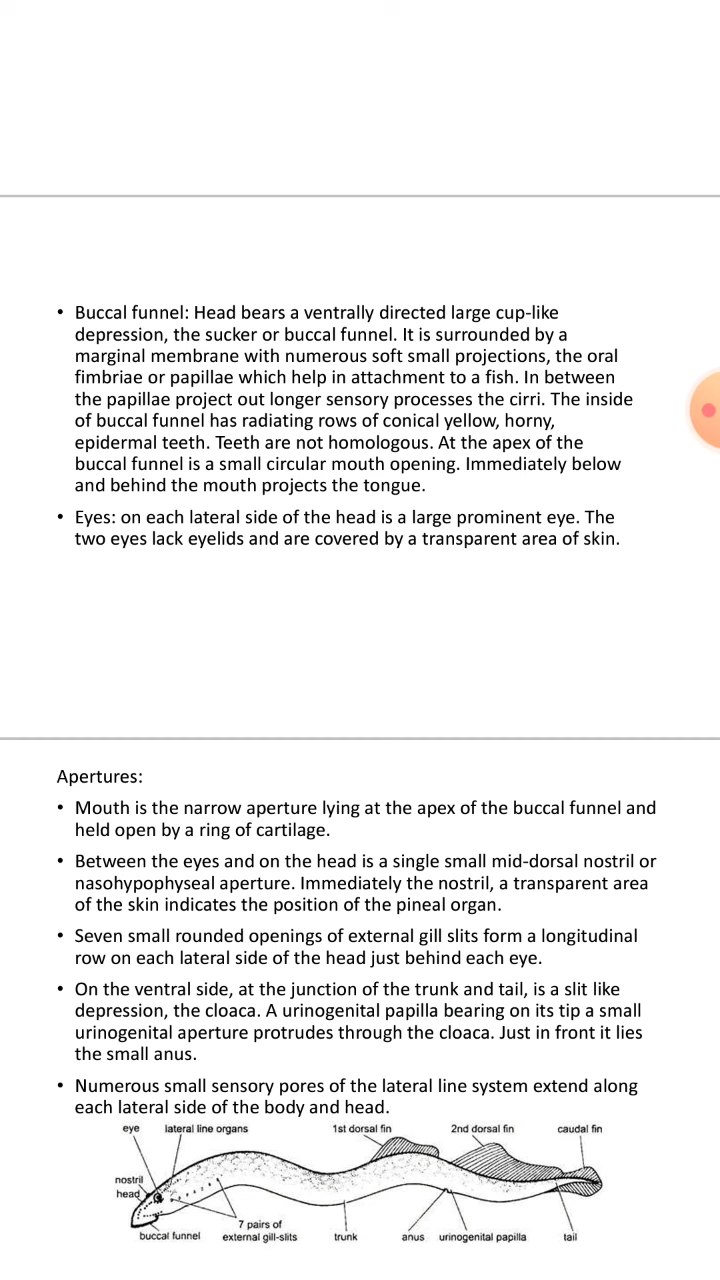 • Buccal funnel: Head bears a ventrally directed large cup-like
depression, the sucker or buccal funnel. It is surrounded by a
marginal membrane with numerous soft small projections, the oral
fimbriae or papillae which help in attachment to a fish. In between
the papillae project out longer sensory processes the cirri. The inside
of buccal funnel has radiating rows of conical yellow, horny,
epidermal teeth. Teeth are not homologous. At the apex of the
buccal funnel is a small circular mouth opening. Immediately below
and behind the mouth projects the tongue.
• Eyes: on each lateral side of the head is a large prominent eye. The
two eyes lack eyelids and are covered by a transparent area of skin.
Apertures:
• Mouth is the narrow aperture lying at the apex of the buccal funnel and
held open by a ring of cartilage.
• Between the eyes and on the head is a single small mid-dorsal nostril or
nasohypophyseal aperture. Immediately the nostril, a transparent area
of the skin indicates the position of the pineal organ.
• Seven small rounded openings of external gill slits form a longitudinal
row on each lateral side of the head just behind each eye.
• On the ventral side, at the junction of the trunk and tail, is a slit like
depression, the cloaca. A urinogenital papilla bearing on its tip a small
urinogenital aperture protrudes through the cloaca. Just in front it lies
the small anus.
• Numerous small sensory pores of the lateral line system extend along
each lateral side of the body and head.
eye lateral line organs 1st dorsal fin 2nd dorsal fin caudal fin
nostril
head
7 pairs of
buccal funnel external gill-slits trunk anus urinogenital papilla tail